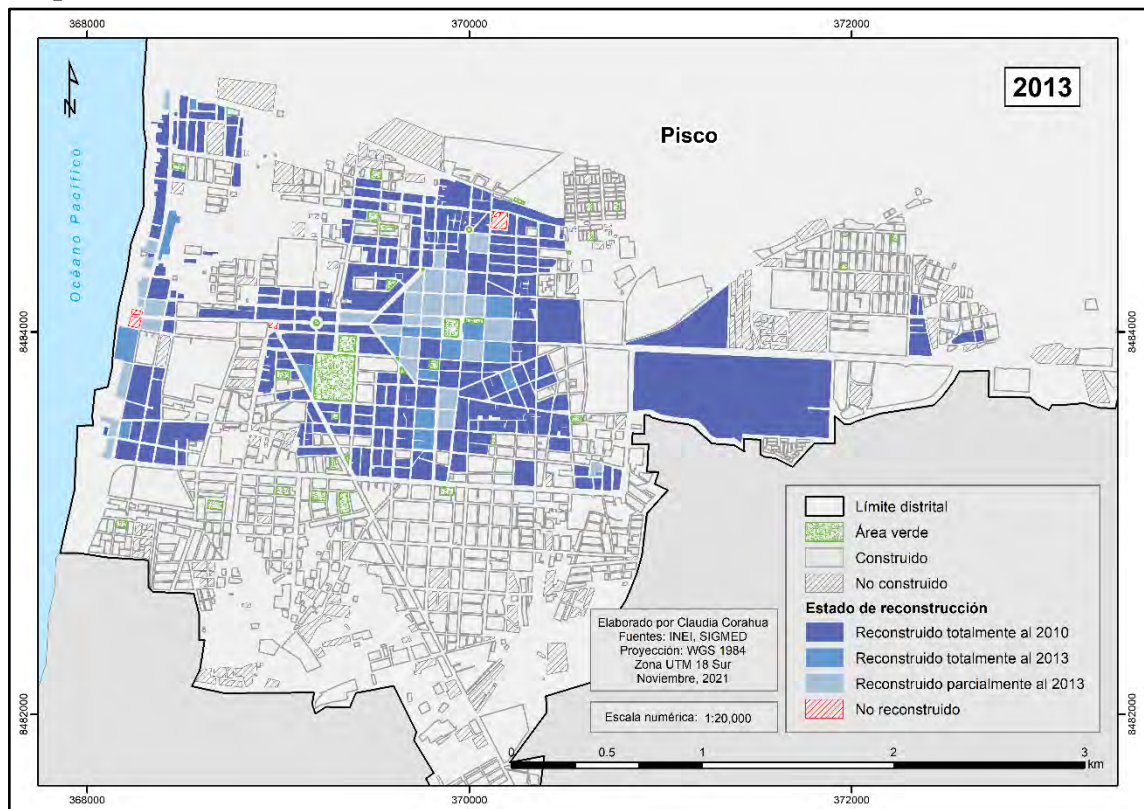 368000
370000
372000
2013
Pisco
N
Océano Pacífico
8484000
8484000
8482000
8482000
Límite distrital
Área verde
Construido
No construido
Estado de reconstrucción
Reconstruido totalmente al 2010
Reconstruido totalmente al 2013
Reconstruido parcialmente al 2013
No reconstruido
Elaborado por Claudia Corahua
Fuentes: INEI, SIGMED
Proyección: WGS 1984
Zona UTM 18 Sur
Noviembre, 2021
Escala numérica: 1:20,000
0 0.5 1 2 3
km
368000
370000
372000